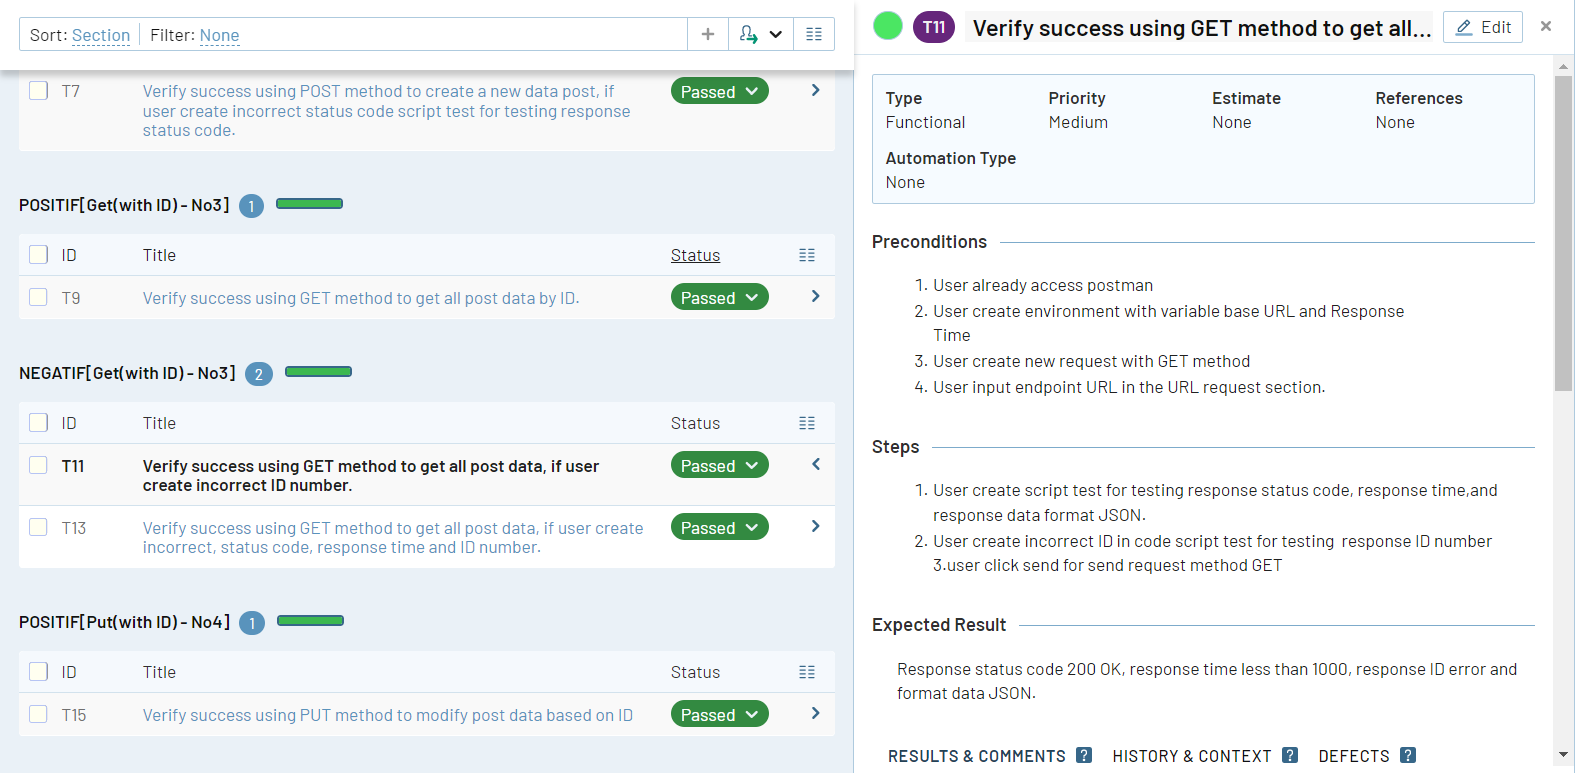 Sort: Section
Filter: None
T7
Verify success using POST method to create a new data post, if
user create incorrect status code script test for testing response
status code.
Passed
POSITIF[Get(with ID) - No3]
1
ID
Title
Status
T9
Verify success using GET method to get all post data by ID.
Passed
NEGATIF[Get(with ID) - No3]
2
ID
Title
Status
T11
Verify success using GET method to get all post data, if user
create incorrect ID number.
Passed
T13
Verify success using GET method to get all post data, if user create
incorrect, status code, response time and ID number.
Passed
POSITIF[Put(with ID) - No4]
1
ID
Title
Status
T15
Verify success using PUT method to modify post data based on ID
Passed
T11
Verify success using GET method to get all...
Edit
Type
Functional
Priority
Medium
Estimate
None
References
None
Automation Type
None
Preconditions
1. User already access postman
2. User create environment with variable base URL and Response
Time
3. User create new request with GET method
4. User input endpoint URL in the URL request section.
Steps
1. User create script test for testing response status code, response time,and
response data format JSON.
2. User create incorrect ID in code script test for testing response ID number
3.user click send for send request method GET
Expected Result
Response status code 200 OK, response time less than 1000, response ID error and
format data JSON.
RESULTS & COMMENTS ?
HISTORY & CONTEXT ?
DEFECTS ?